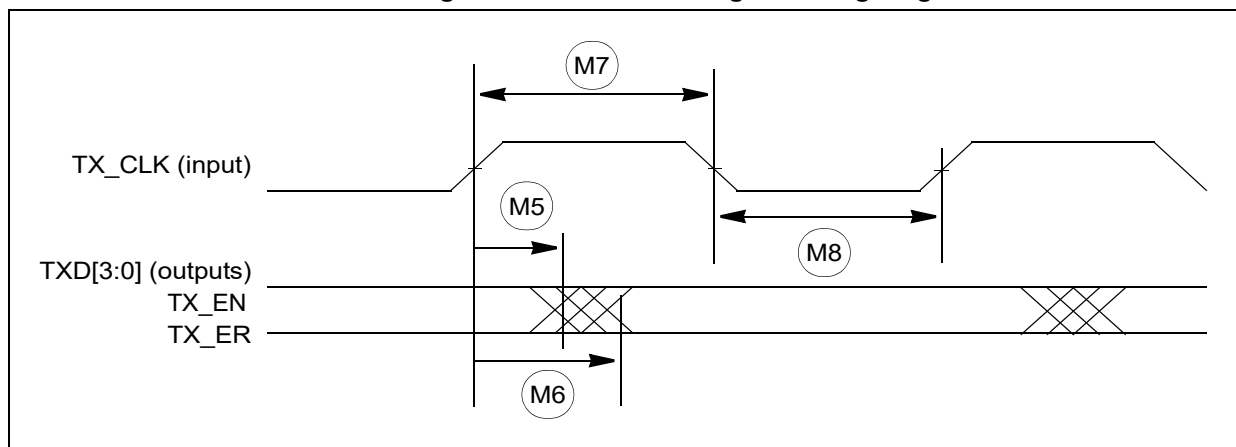 M7
TX_CLK (input)
M5
M8
TXD[3:0] (outputs)
TX_EN
TX_ER
M6